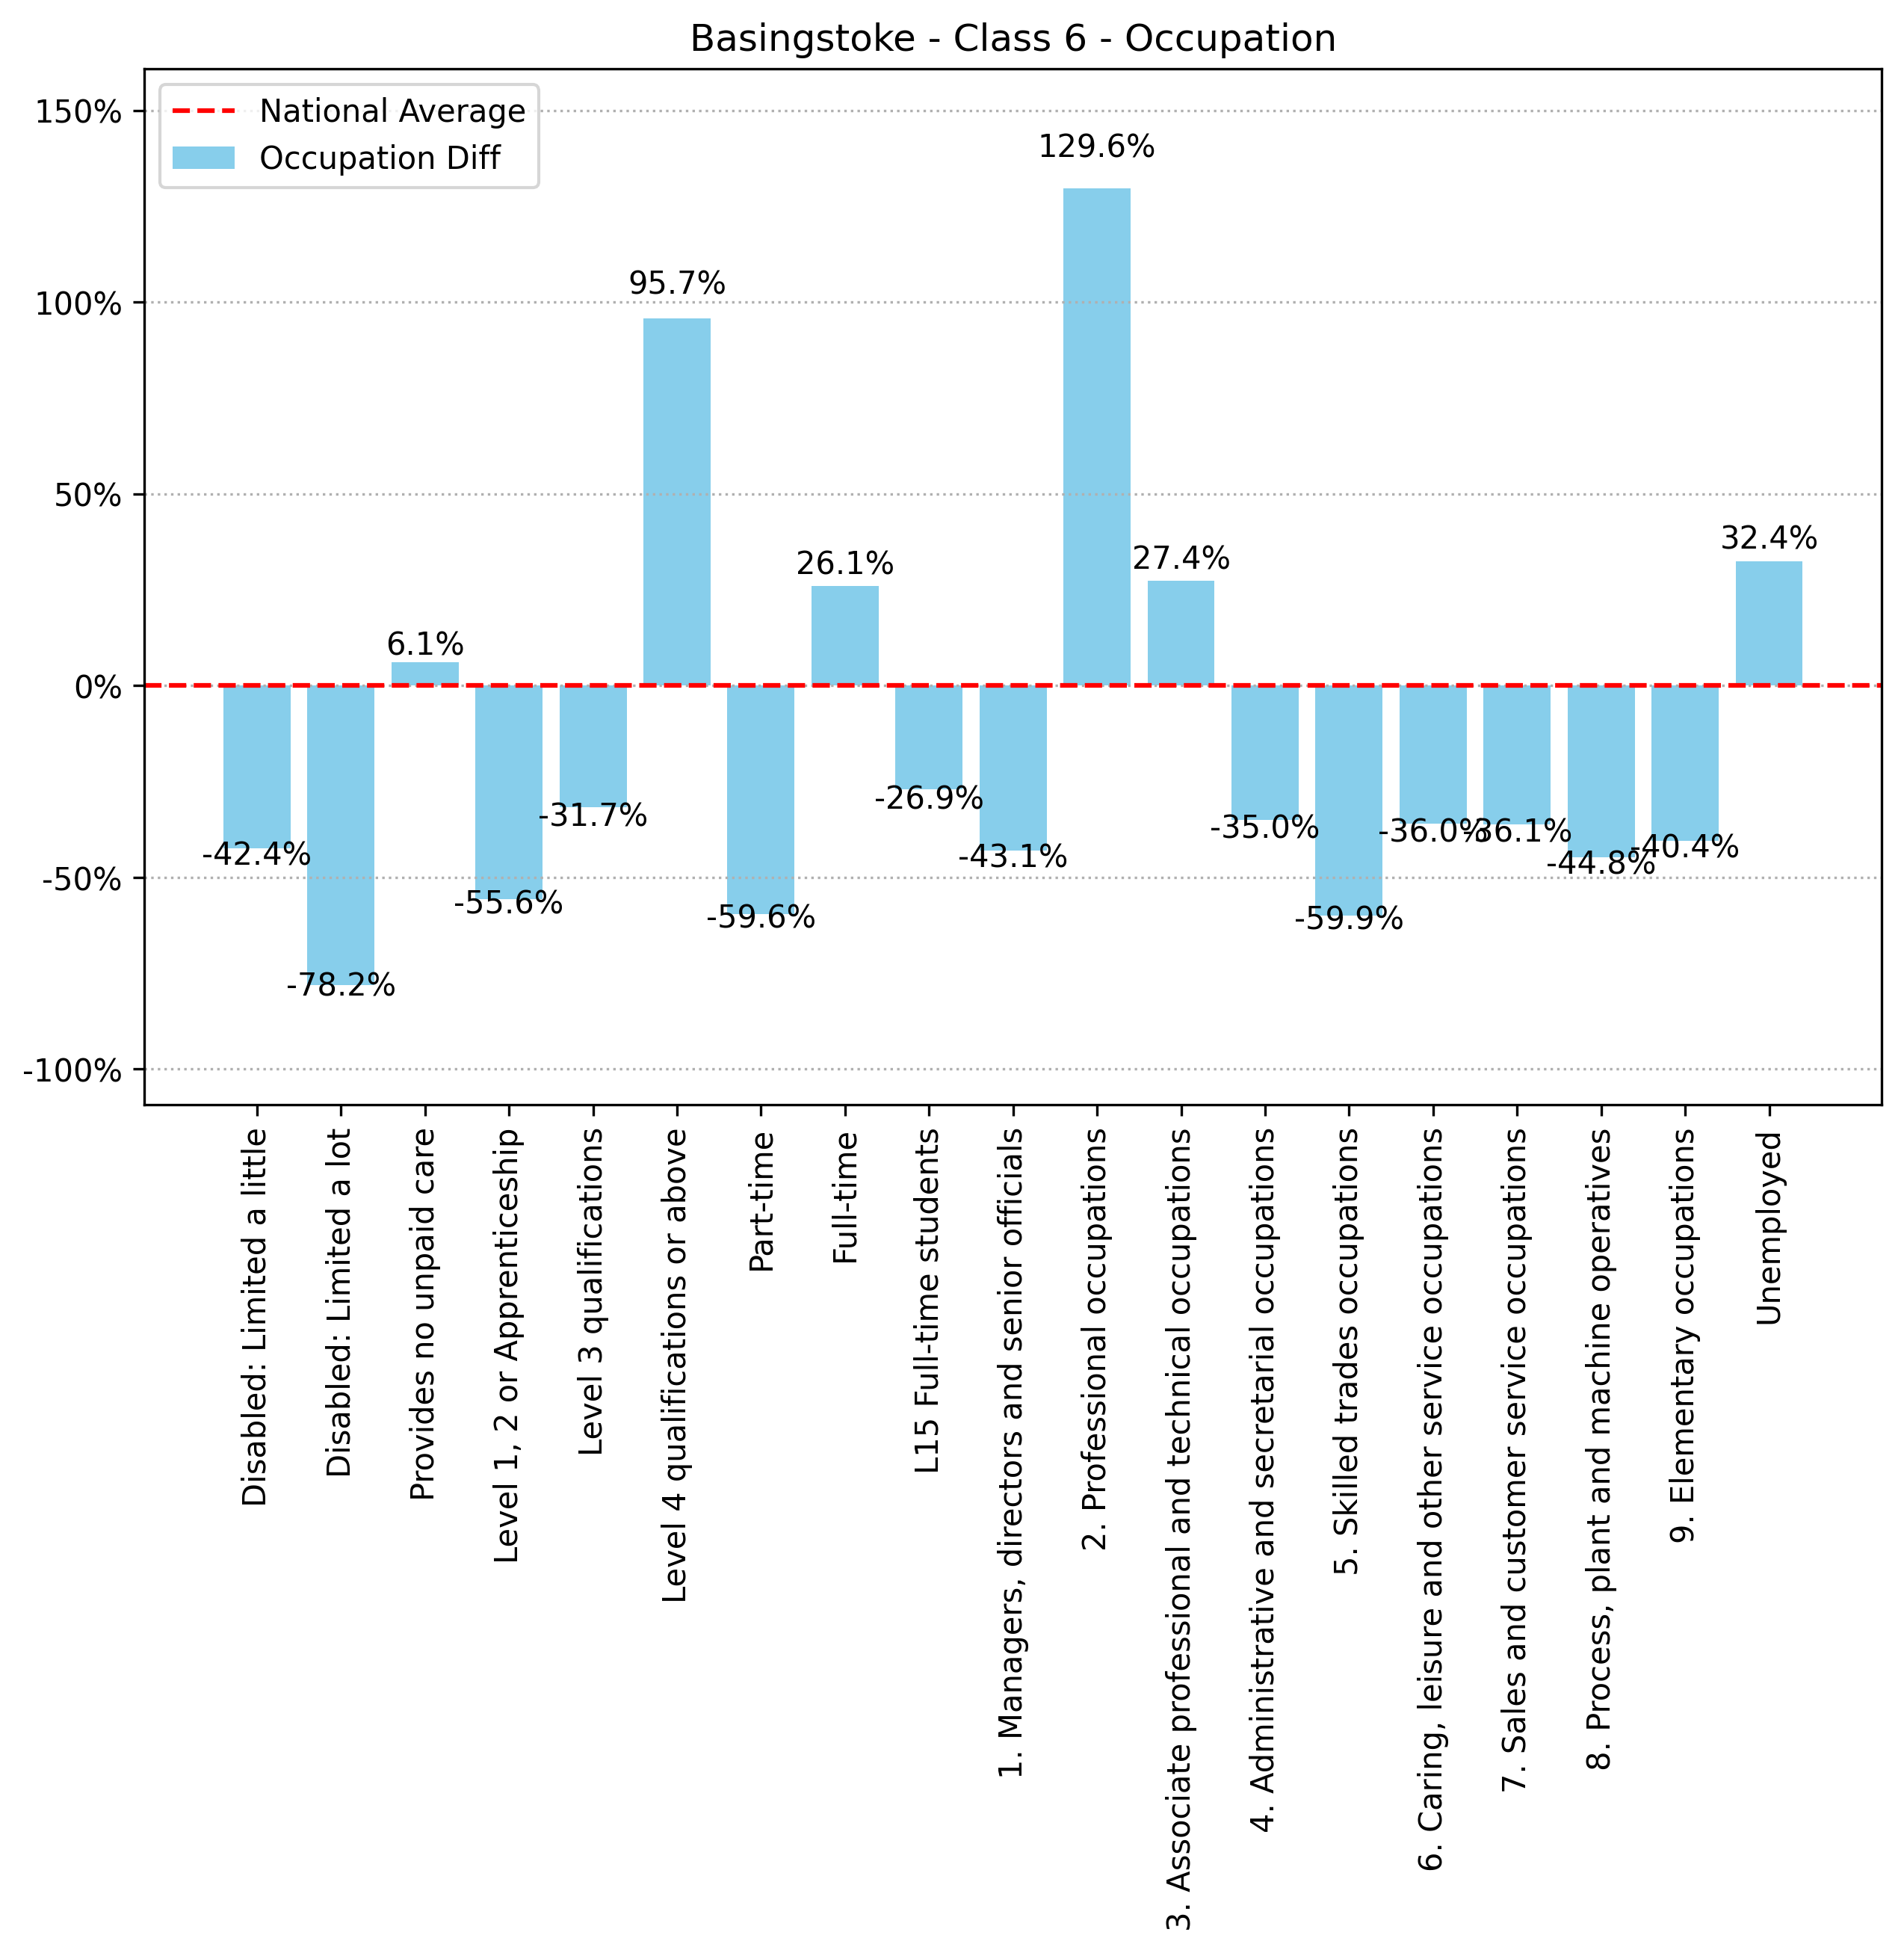 Basingstoke - Class 6 - Occupation
National Average
Occupation Diff
150%
100%
50%
0%
-50%
-100%
-42.4%
-78.2%
6.1%
-55.6%
-31.7%
95.7%
-59.6%
26.1%
-26.9%
-43.1%
129.6%
27.4%
-35.0%
-59.9%
-36.0%
-36.1%
-44.8%
-40.4%
32.4%
Disabled: Limited a little
Disabled: Limited a lot
Provides no unpaid care
Level 1, 2 or Apprenticeship
Level 3 qualifications
Level 4 qualifications or above
Part-time
Full-time
L15 Full-time students
1. Managers, directors and senior officials
2. Professional occupations
3. Associate professional and technical occupations
4. Administrative and secretarial occupations
5. Skilled trades occupations
6. Caring, leisure and other service occupations
7. Sales and customer service occupations
8. Process, plant and machine operatives
9. Elementary occupations
Unemployed